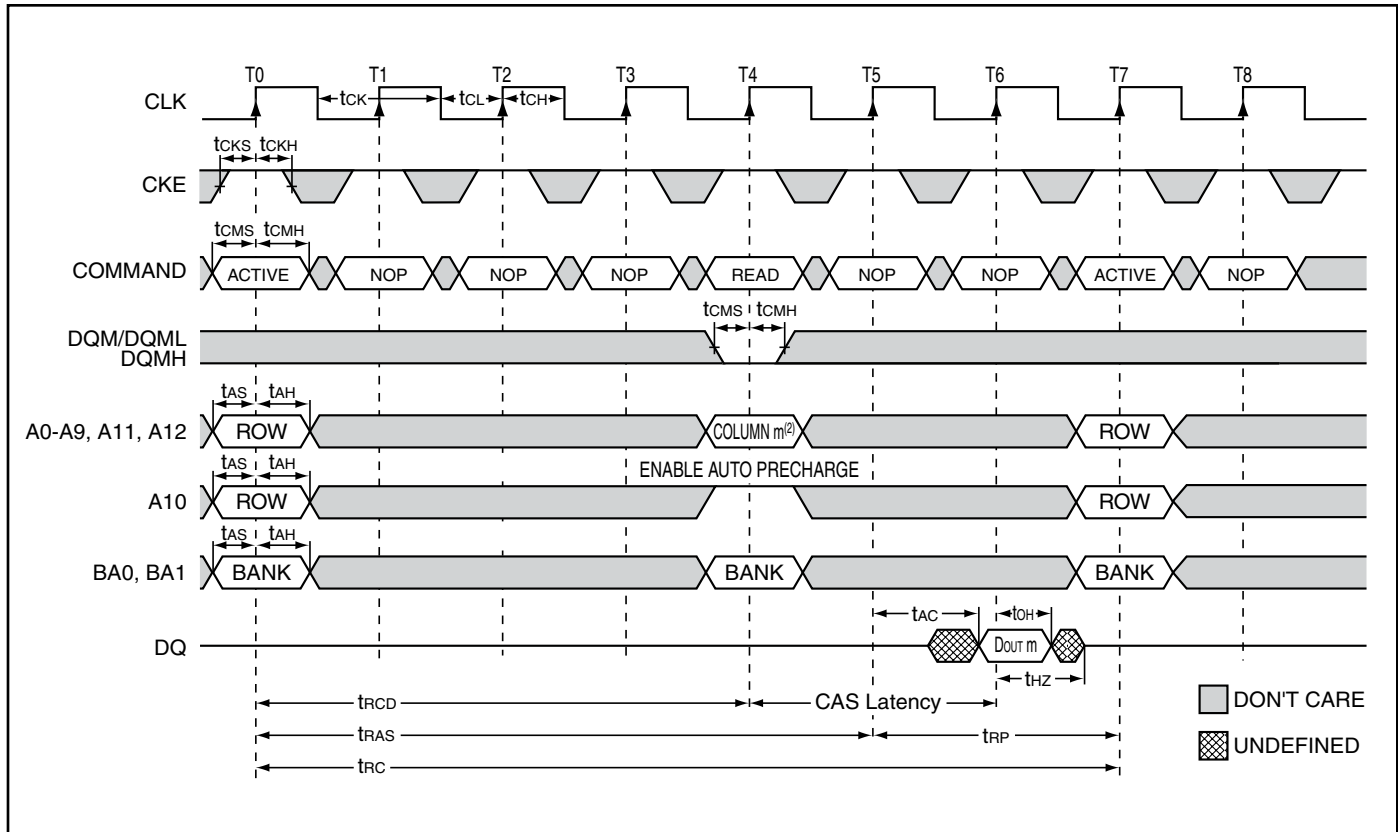 T0 T1 T2 T3 T4 T5 T6 T7 T8
CLK tCK tCL tCH
tCKS tCKH
CKE
tCMS tCMH
COMMAND ACTIVE NOP NOP NOP READ NOP NOP ACTIVE NOP
tCMS tCMH
DQM/DQML
DQMH
tAS tAH
A0-A9, A11, A12 ROW COLUMN m(2) ROW
tAS tAH ENABLE AUTO PRECHARGE
A10 ROW ROW
tAS tAH
BA0, BA1 BANK BANK BANK
tAC tOH
DQ DOUT m
tHZ
tRCD CAS Latency DON'T CARE
tRAS tRP
UNDEFINED
tRC